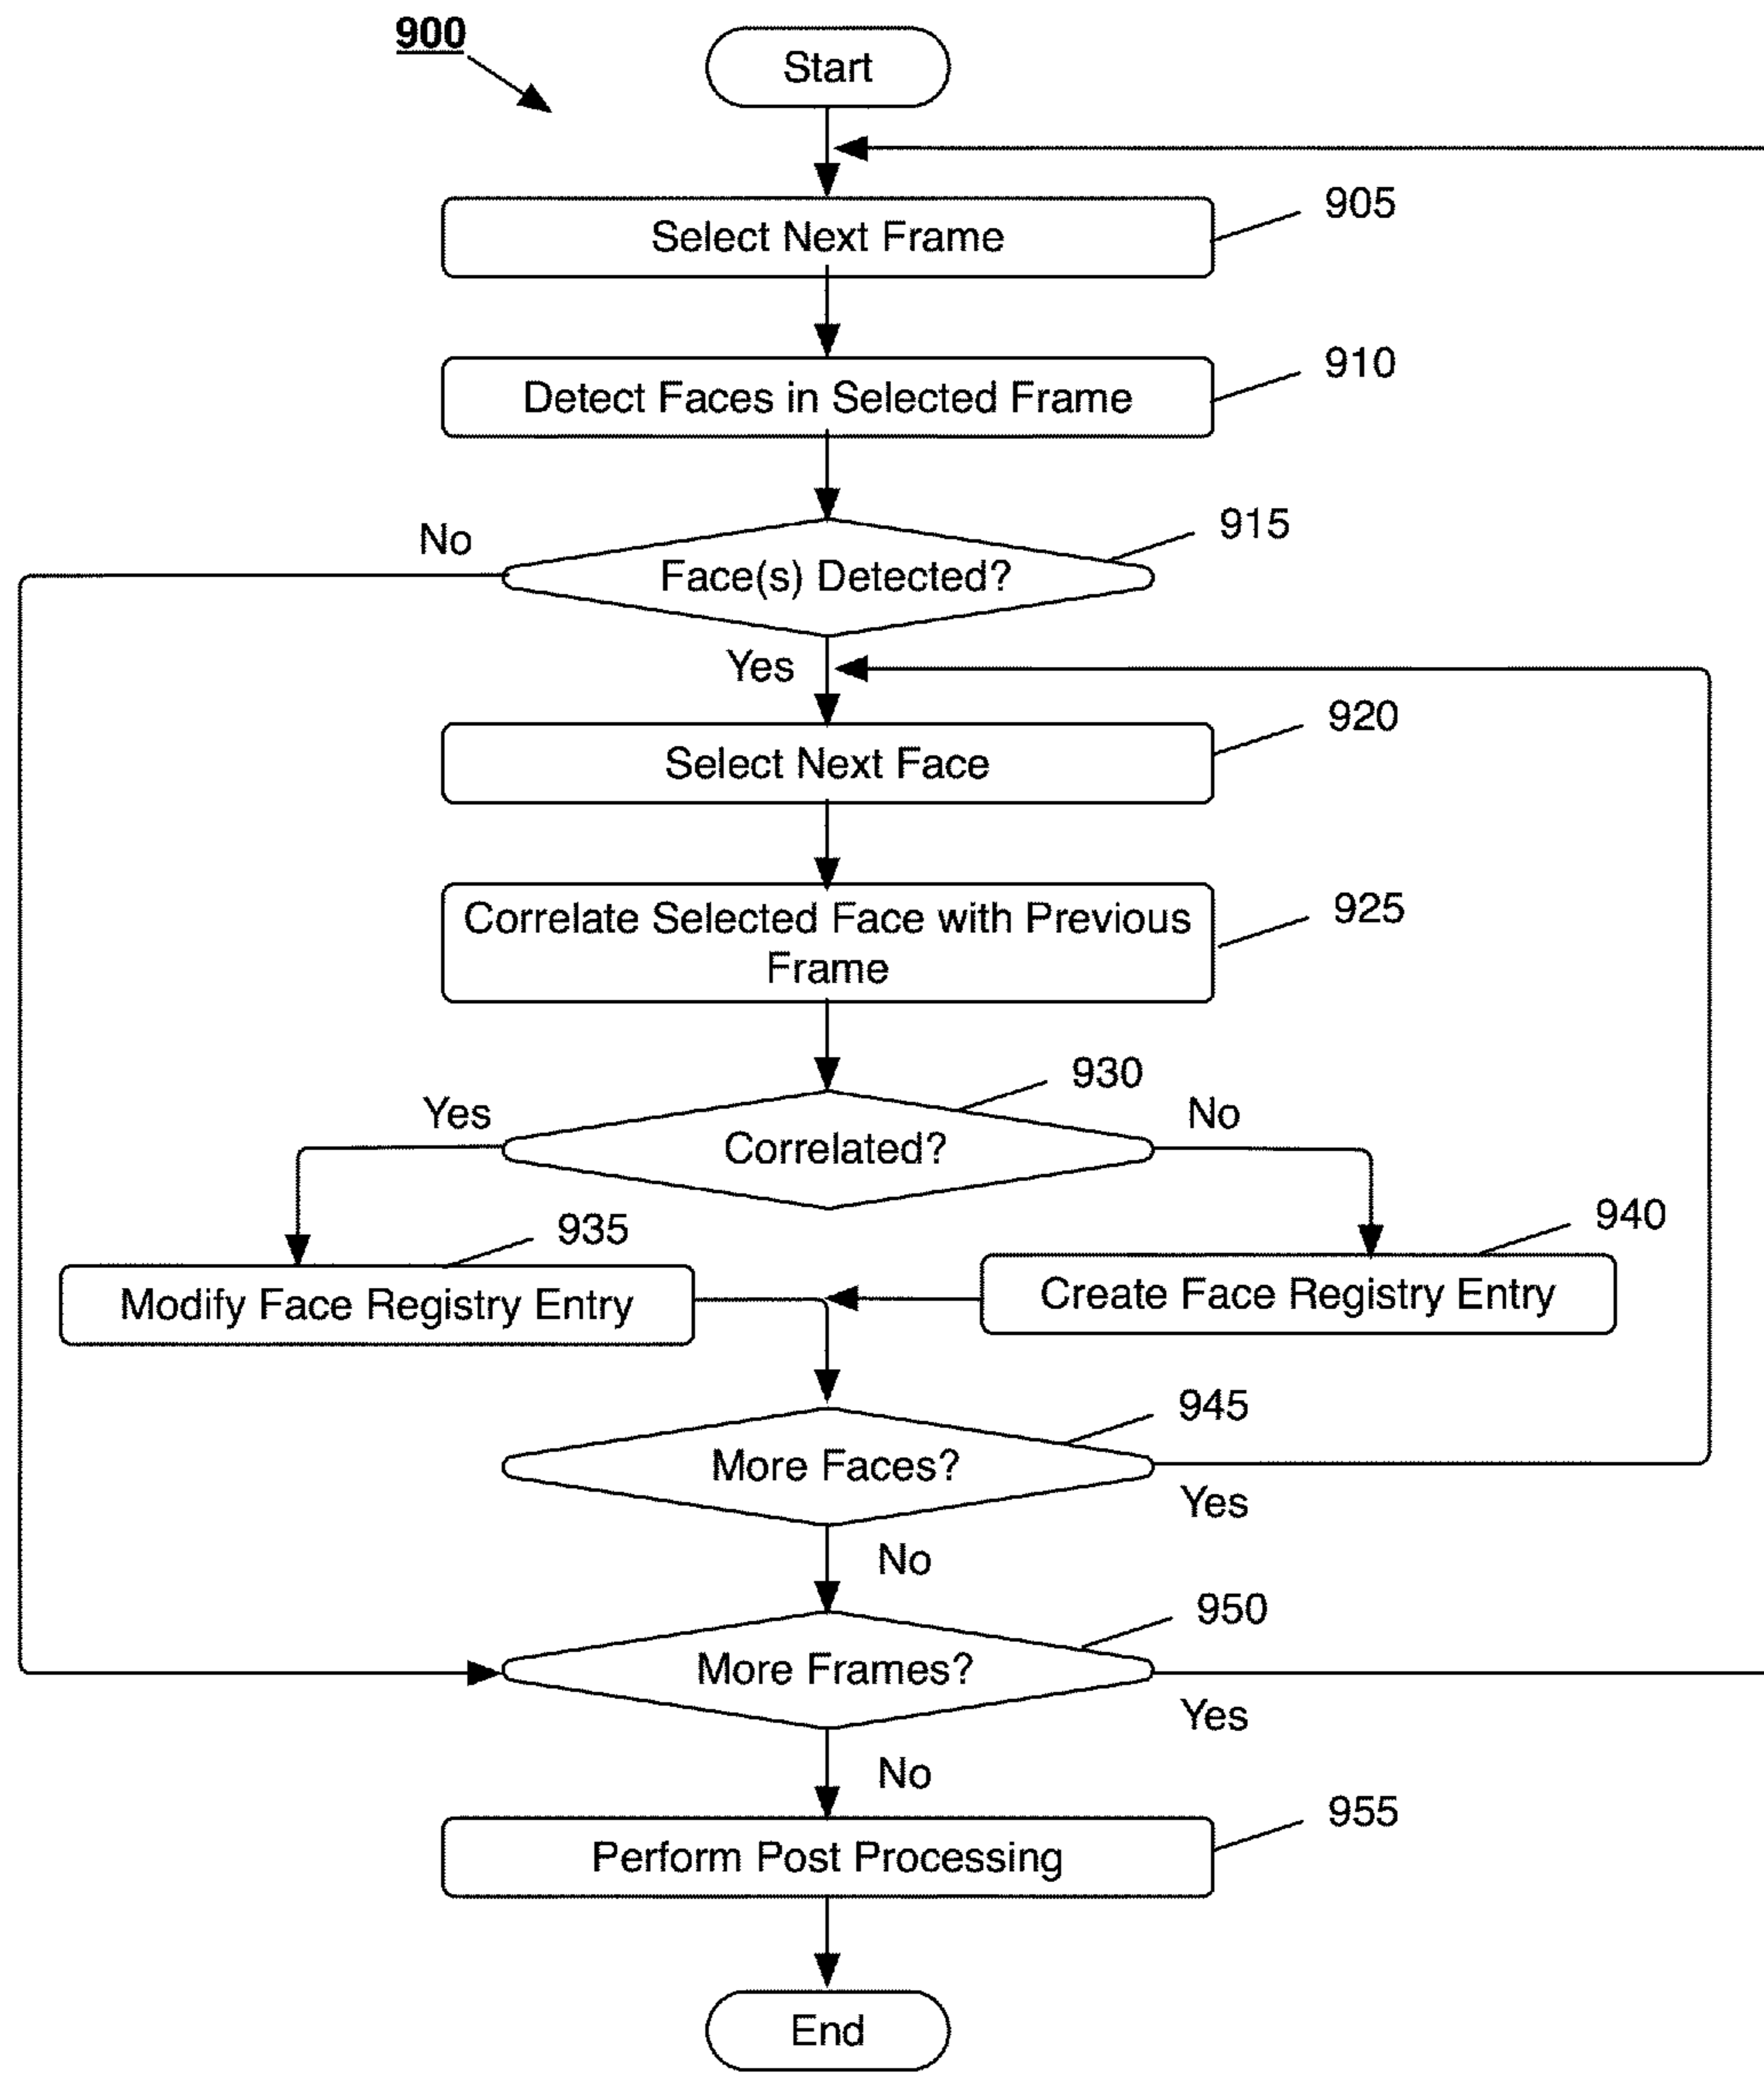 900
Start
905
Select Next Frame
910
Detect Faces in Selected Frame
915
No
Face(s) Detected?
Yes
920
Select Next Face
925
Correlate Selected Face with Previous
Frame
930
Yes
No
Correlated?
935
940
Modify Face Registry Entry
Create Face Registry Entry
945
More Faces?
Yes
No
950
More Frames?
Yes
No
955
Perform Post Processing
End